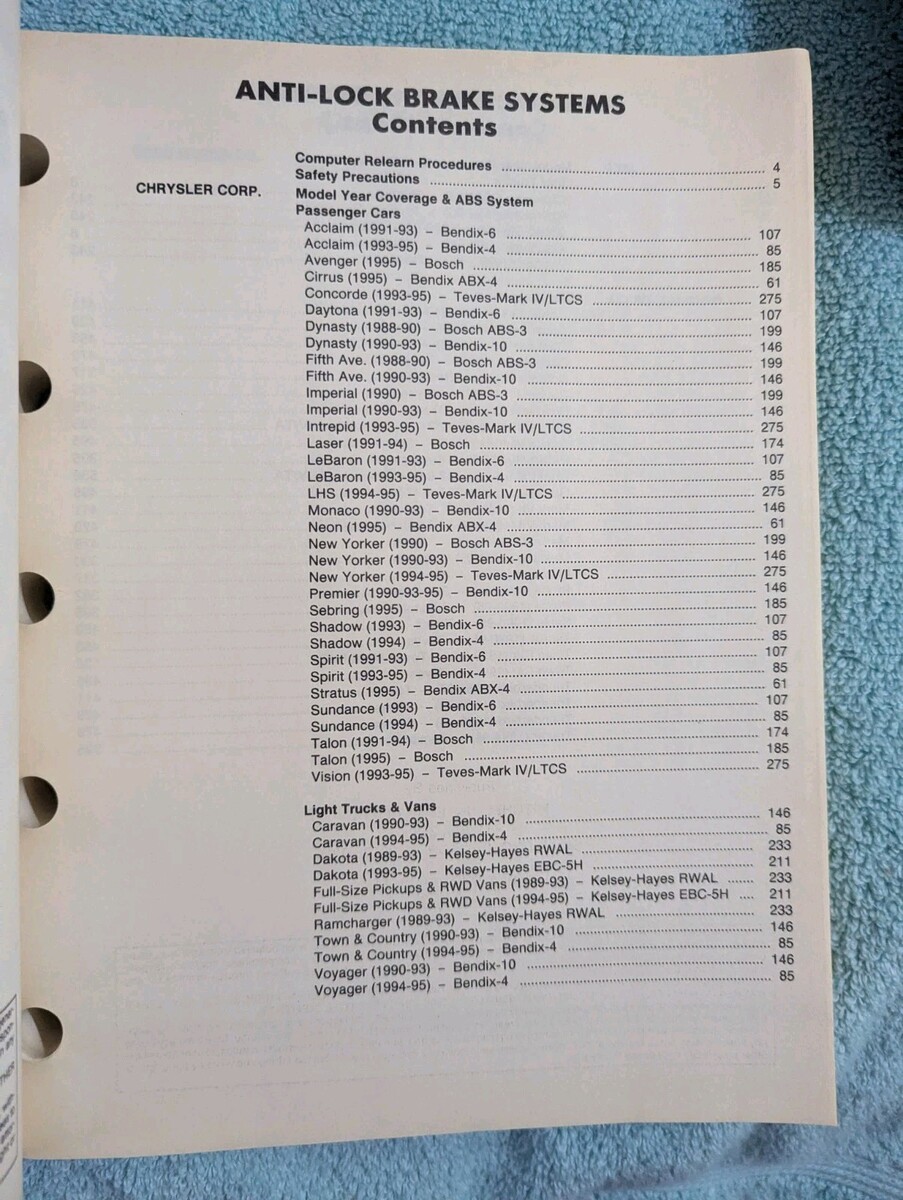 ANTI-LOCK BRAKE SYSTEMS
Contents
Computer Relearn Procedures ........ 4
Safety Precautions ........ 5
CHRYSLER CORP. Model Year Coverage & ABS System
Passenger Cars
Acclaim (1991-93) – Bendix-6 ........ 107
Acclaim (1993-95) – Bendix-4 ........ 85
Avenger (1995) – Bosch ........ 185
Cirrus (1995) – Bendix ABX-4 ........ 61
Concorde (1993-95) – Teves-Mark IV/LTCS ........ 275
Daytona (1991-93) – Bendix-6 ........ 107
Dynasty (1988-90) – Bosch ABS-3 ........ 199
Dynasty (1990-93) – Bendix-10 ........ 146
Fifth Ave. (1988-90) – Bosch ABS-3 ........ 199
Fifth Ave. (1990-93) – Bendix-10 ........ 146
Imperial (1990) – Bosch ABS-3 ........ 199
Imperial (1990-93) – Bendix-10 ........ 146
Intrepid (1993-95) – Teves-Mark IV/LTCS ........ 275
Laser (1991-94) – Bosch ........ 174
LeBaron (1991-93) – Bendix-6 ........ 107
LeBaron (1993-95) – Bendix-4 ........ 85
LHS (1994-95) – Teves-Mark IV/LTCS ........ 275
Monaco (1990-93) – Bendix-10 ........ 146
Neon (1995) – Bendix ABX-4 ........ 61
New Yorker (1990) – Bosch ABS-3 ........ 199
New Yorker (1990-93) – Bendix-10 ........ 146
New Yorker (1994-95) – Teves-Mark IV/LTCS ........ 275
Premier (1990-93-95) – Bendix-10 ........ 146
Sebring (1995) – Bosch ........ 185
Shadow (1993) – Bendix-6 ........ 107
Shadow (1994) – Bendix-4 ........ 85
Spirit (1991-93) – Bendix-6 ........ 107
Spirit (1993-95) – Bendix-4 ........ 85
Stratus (1995) – Bendix ABX-4 ........ 61
Sundance (1993) – Bendix-6 ........ 107
Sundance (1994) – Bendix-4 ........ 85
Talon (1991-94) – Bosch ........ 174
Talon (1995) – Bosch ........ 185
Vision (1993-95) – Teves-Mark IV/LTCS ........ 275
Light Trucks & Vans
Caravan (1990-93) – Bendix-10 ........ 146
Caravan (1994-95) – Bendix-4 ........ 85
Dakota (1989-93) – Kelsey-Hayes RWAL ........ 233
Dakota (1993-95) – Kelsey-Hayes EBC-5H ........ 211
Full-Size Pickups & RWD Vans (1989-93) – Kelsey-Hayes RWAL ....... 233
Full-Size Pickups & RWD Vans (1994-95) – Kelsey-Hayes EBC-5H .... 211
Ramcharger (1989-93) – Kelsey-Hayes RWAL ........ 233
Town & Country (1990-93) – Bendix-10 ........ 146
Town & Country (1994-95) – Bendix-4 ........ 85
Voyager (1990-93) – Bendix-10 ........ 146
Voyager (1994-95) – Bendix-4 ........ 85